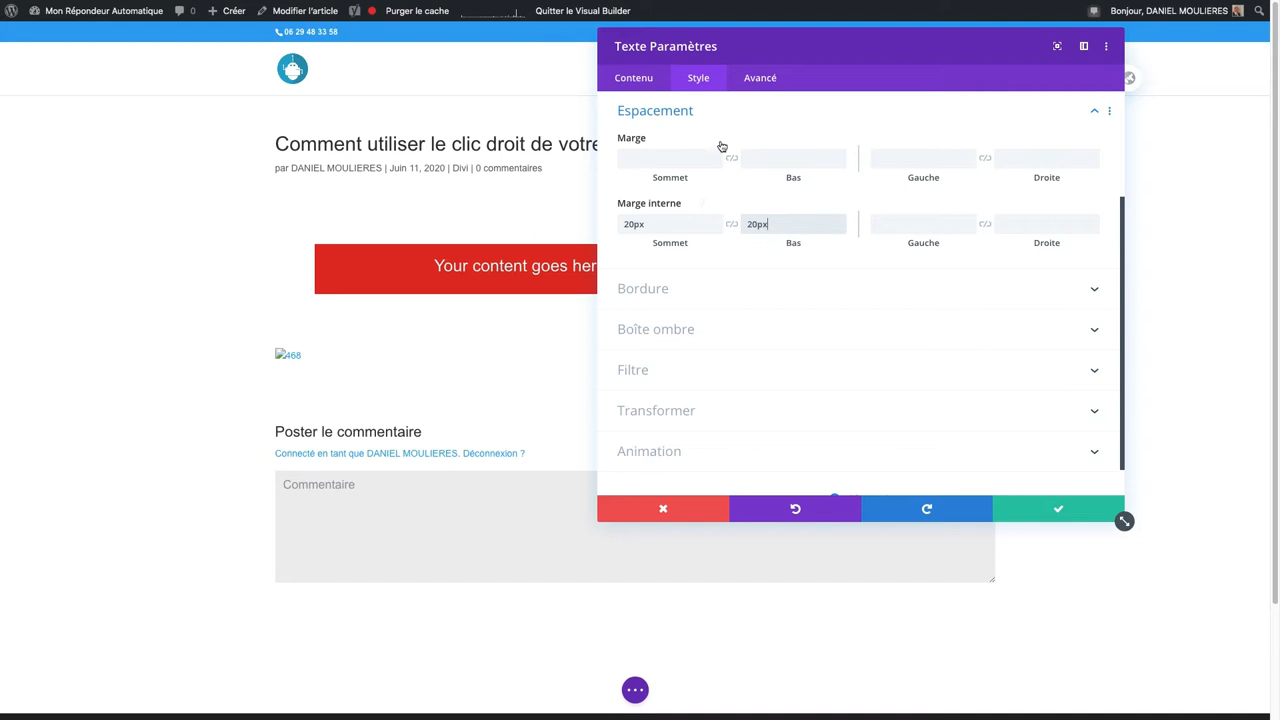 Mon Répondeur Automatique 0 Créer Modifier l'article Purger le cache Quitter le Visual Builder Bonjour, DANIEL MOULIERES
06 29 48 33 58
Texte Paramètres
Contenu Style Avancé
Espacement
Marge
Sommet Bas Gauche Droite
Marge interne
20px 20px
Sommet Bas Gauche Droite
Bordure
Boîte ombre
Filtre
Transformer
Animation
Comment utiliser le clic droit de votre
par DANIEL MOULIERES | Juin 11, 2020 | Divi | 0 commentaires
Your content goes her
468
Poster le commentaire
Connecté en tant que DANIEL MOULIERES. Déconnexion ?
Commentaire